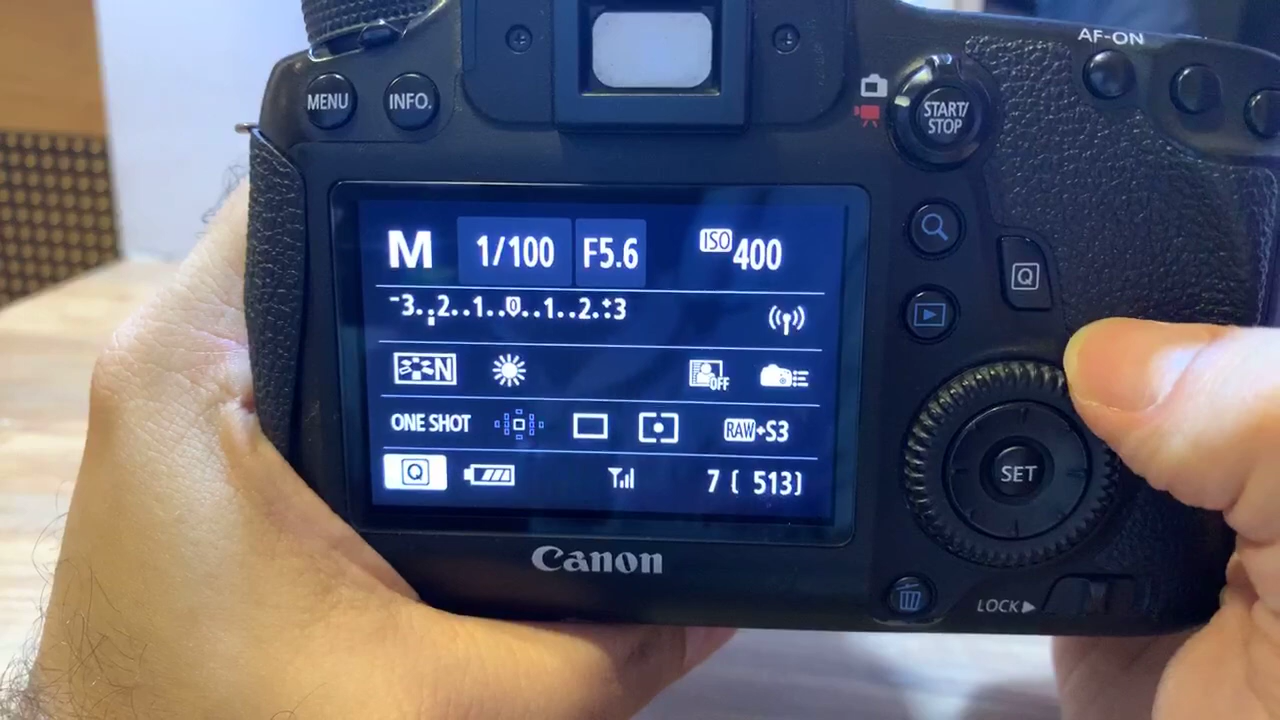 AF-ON
MENU INFO. START/
STOP
M 1/100 F5.6 ISO 400
-3..2..1..0..1..2.:+3
Q
N
OFF
ONE SHOT RAW+S3
Q 7 [ 513]
SET
Canon
LOCK▶